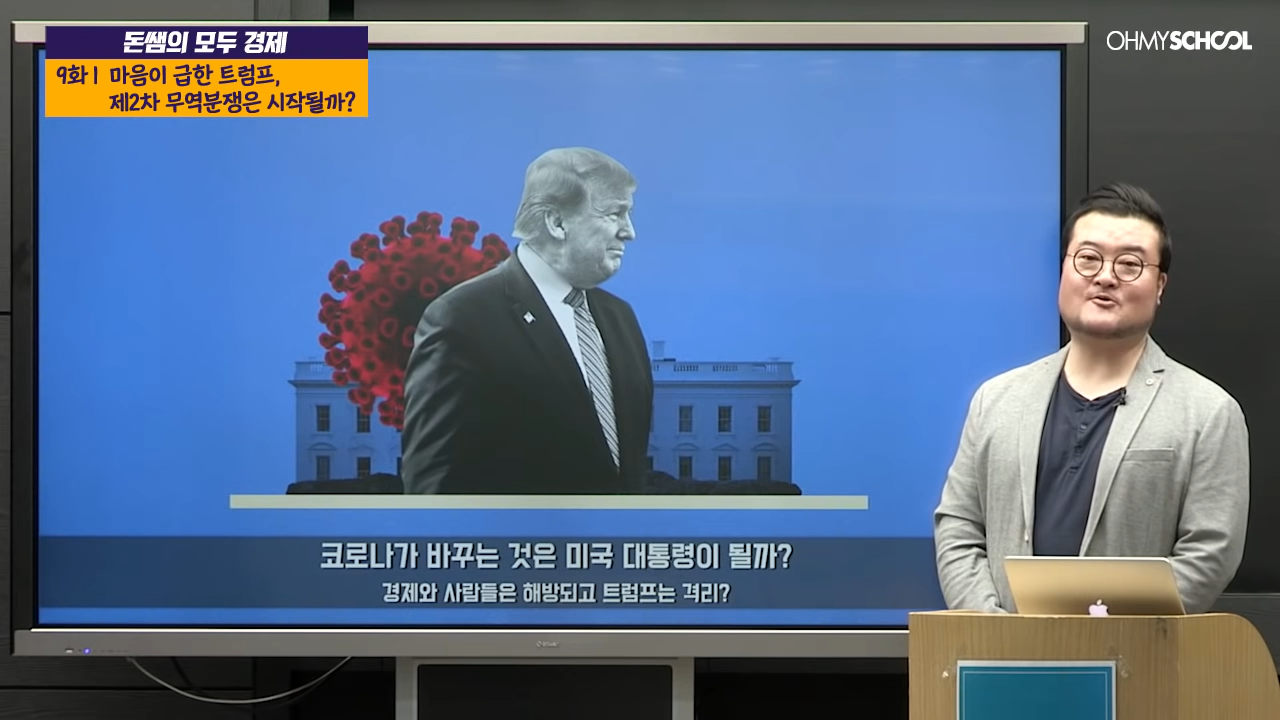 돈쌤의 모두 경제
9화 | 마음이 급한 트럼프,
제2차 무역분쟁은 시작될까?
OHMYSCHOOL
코로나가 바꾸는 것은 미국 대통령이 될까?
경제와 사람들은 해방되고 트럼프는 격리?